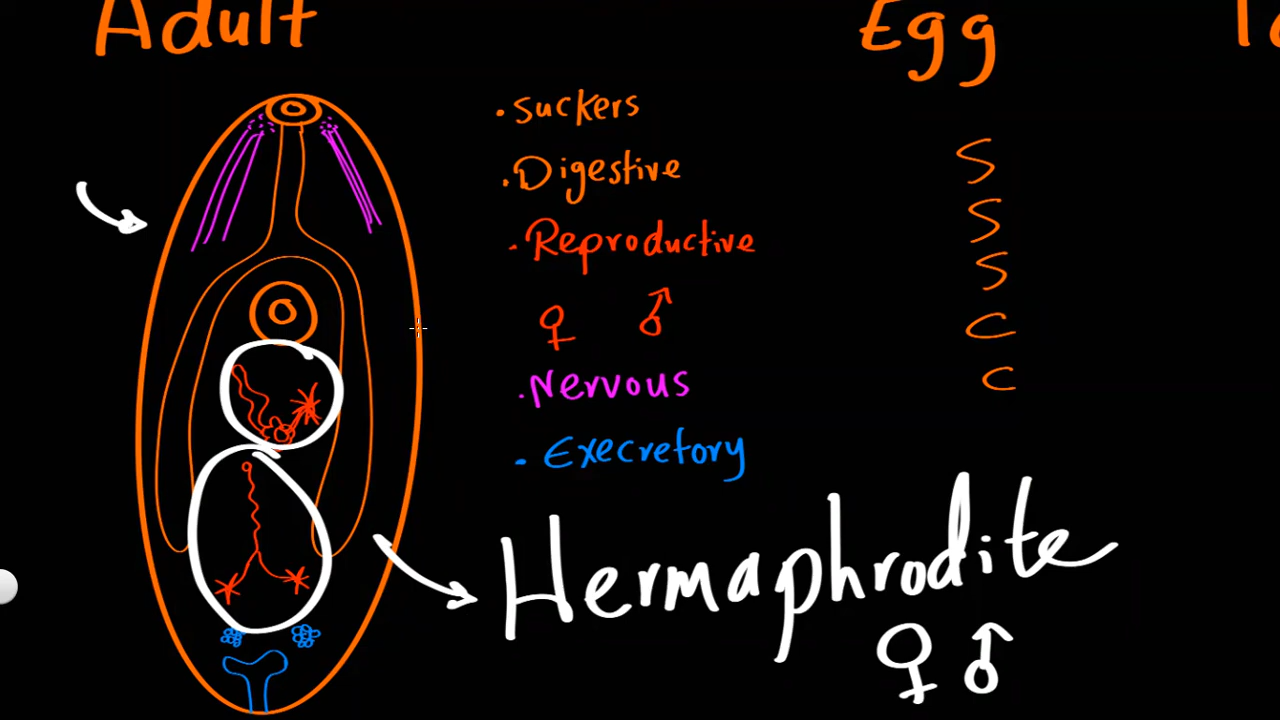 Adult
Egg
. Suckers
. Digestive
. Reproductive
♀ ♂
. Nervous
. Execretory
S
S
S
C
C
Hermaphrodite
♀ ♂